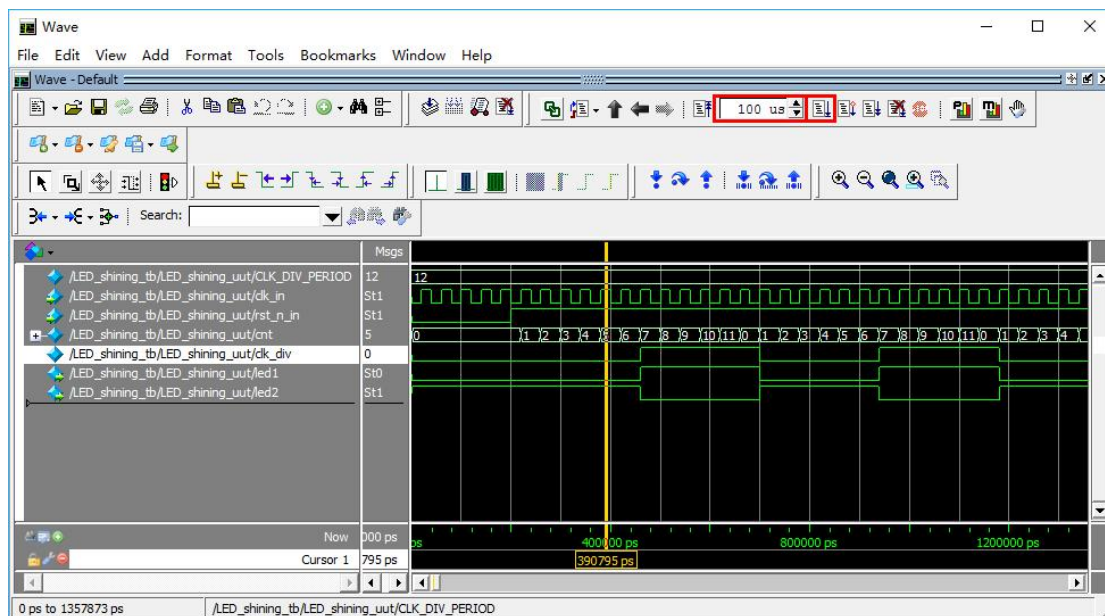 Wave
File Edit View Add Format Tools Bookmarks Window Help
Wave - Default
100 us
Search:
Msgs
/LED_shining_tb/LED_shining_uut/CLK_DIV_PERIOD 12 12
/LED_shining_tb/LED_shining_uut/clk_in St1
/LED_shining_tb/LED_shining_uut/rst_n_in St1
/LED_shining_tb/LED_shining_uut/cnt 5 0 1 2 3 4 5 6 7 8 9 10 11 0 1 2 3 4 5 6 7 8 9 10 11 0 1 2 3 4
/LED_shining_tb/LED_shining_uut/clk_div 0
/LED_shining_tb/LED_shining_uut/led1 St0
/LED_shining_tb/LED_shining_uut/led2 St1
Now 000 ps ps 400000 ps 800000 ps 1200000 ps
Cursor 1 795 ps 390795 ps
0 ps to 1357873 ps /LED_shining_tb/LED_shining_uut/CLK_DIV_PERIOD